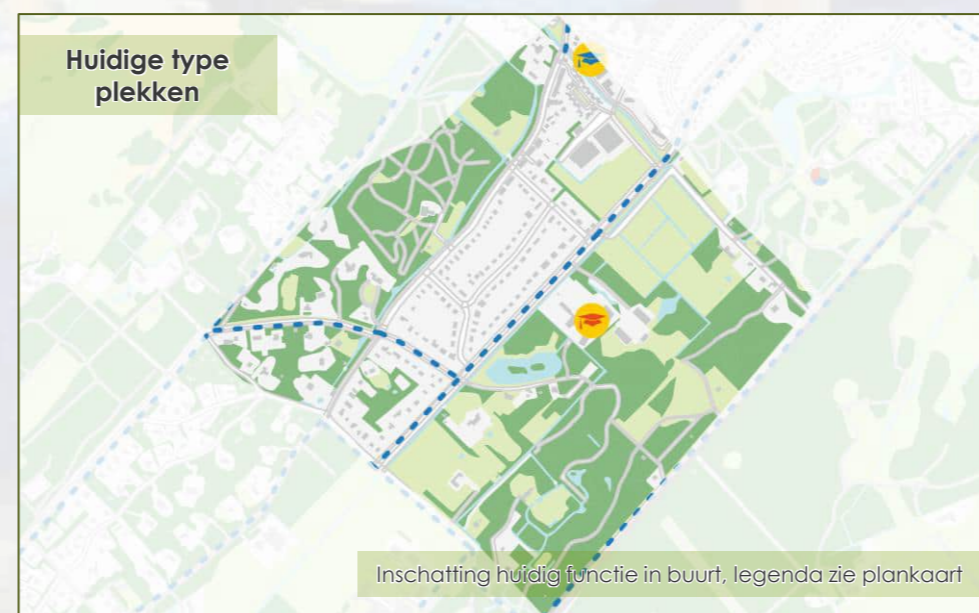 Huidige type
plekken
Inschatting huidig functie in buurt, legenda zie plankaart